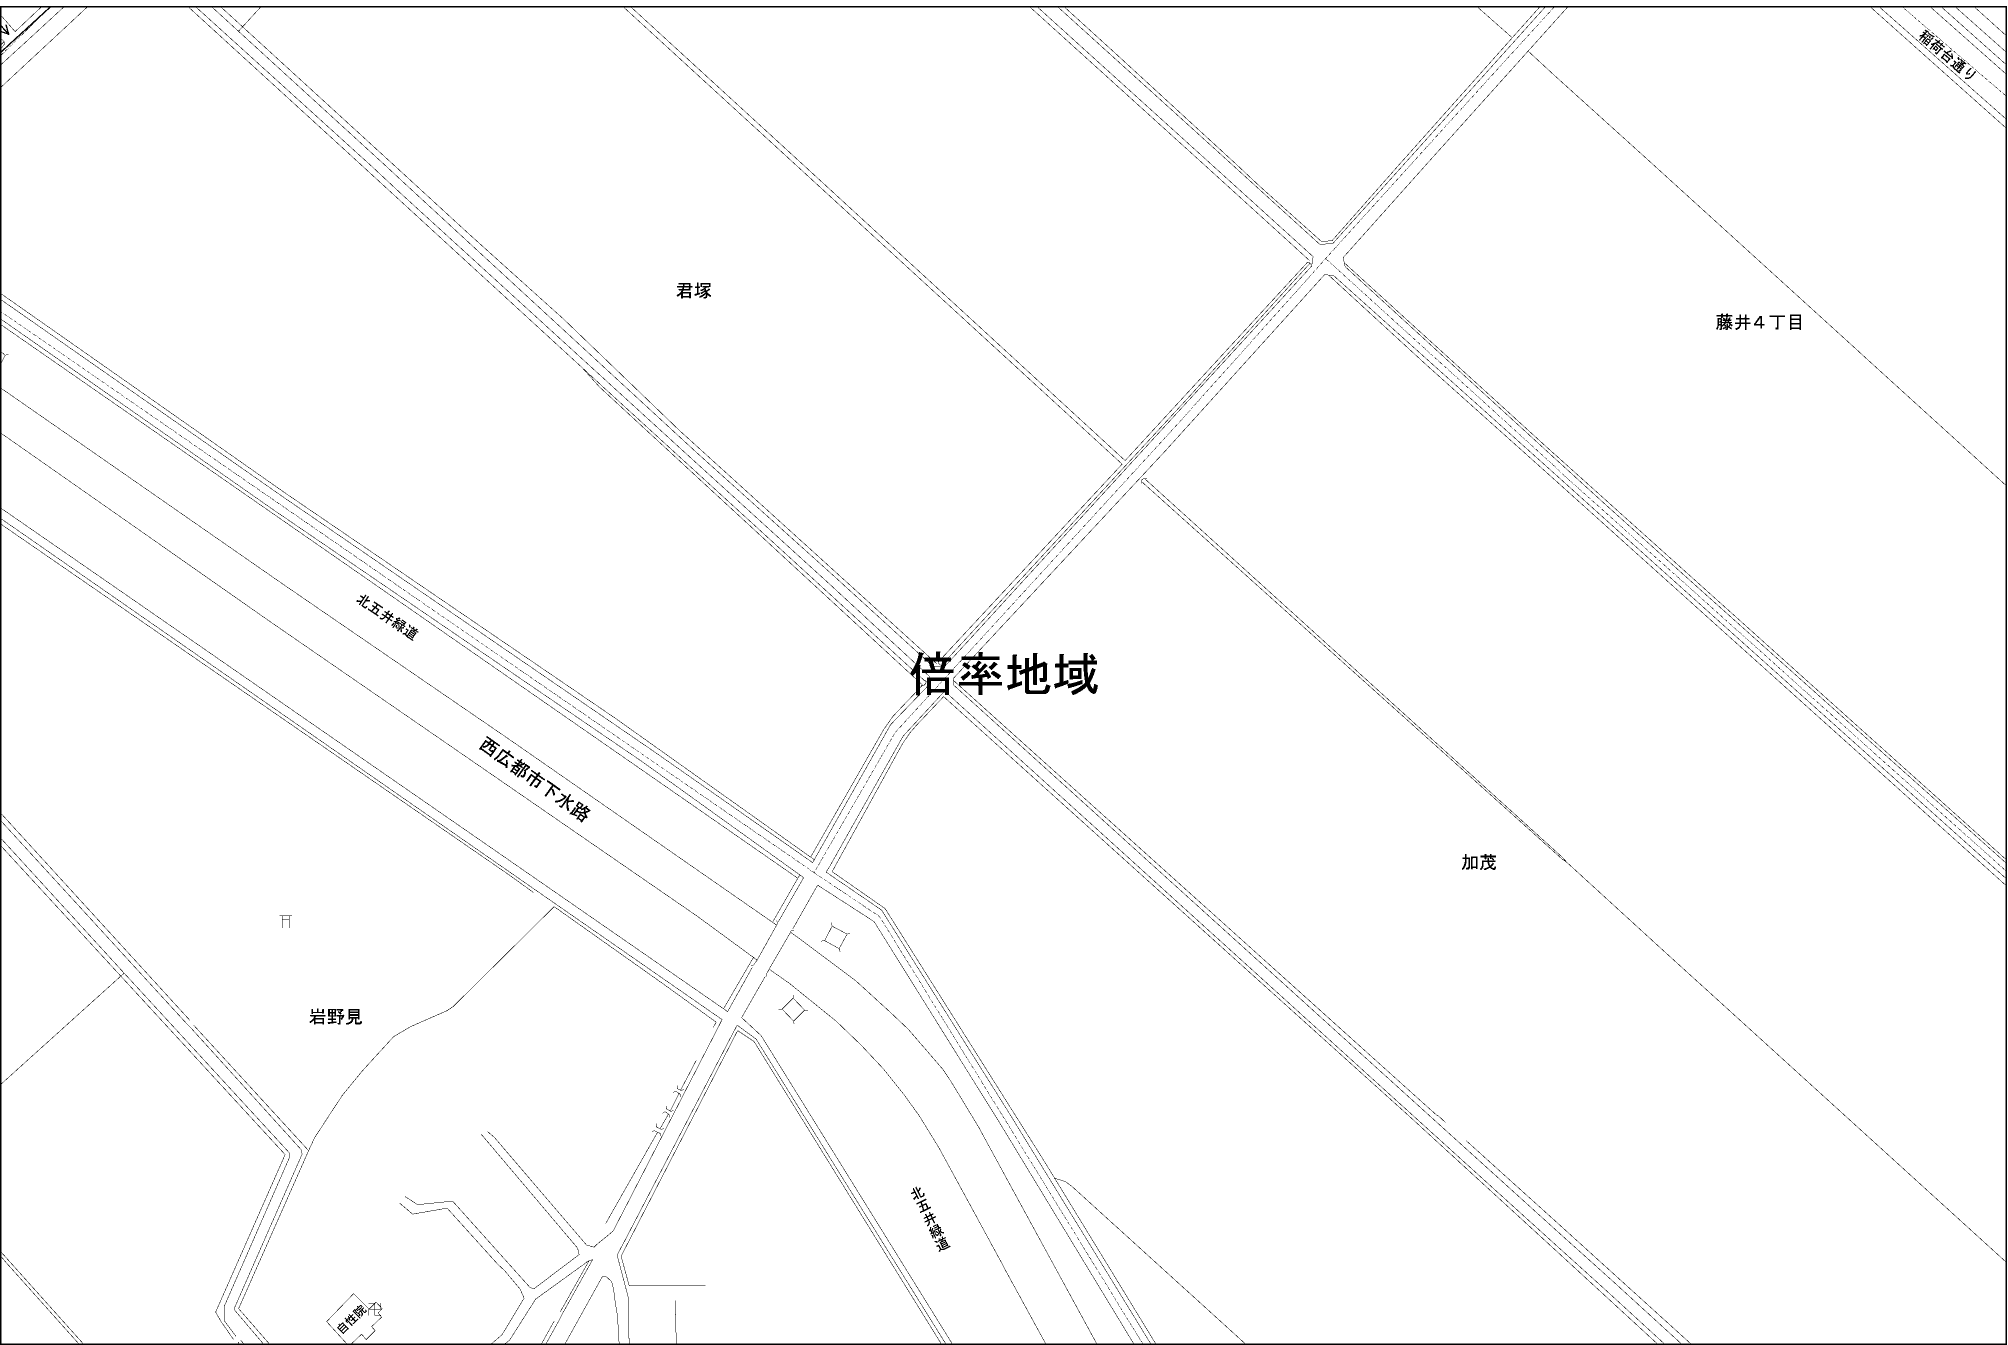 稲荷台通り
君塚
藤井4丁目
北五井緑道
倍率地域
西広都市下水路
加茂
岩野見
北五井緑道
自性院